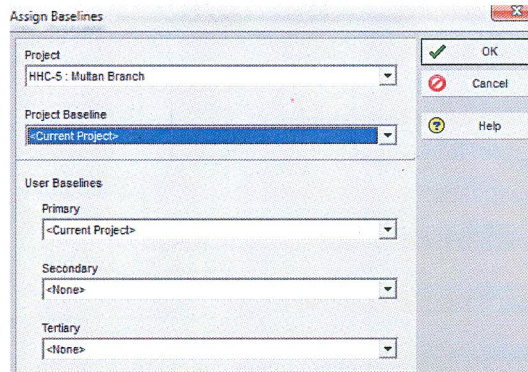 Assign Baselines
Project
HHC-5 : Multan Branch
Project Baseline
<Current Project>
User Baselines
Primary
<Current Project>
Secondary
<None>
Tertiary
<None>
OK
Cancel
Help